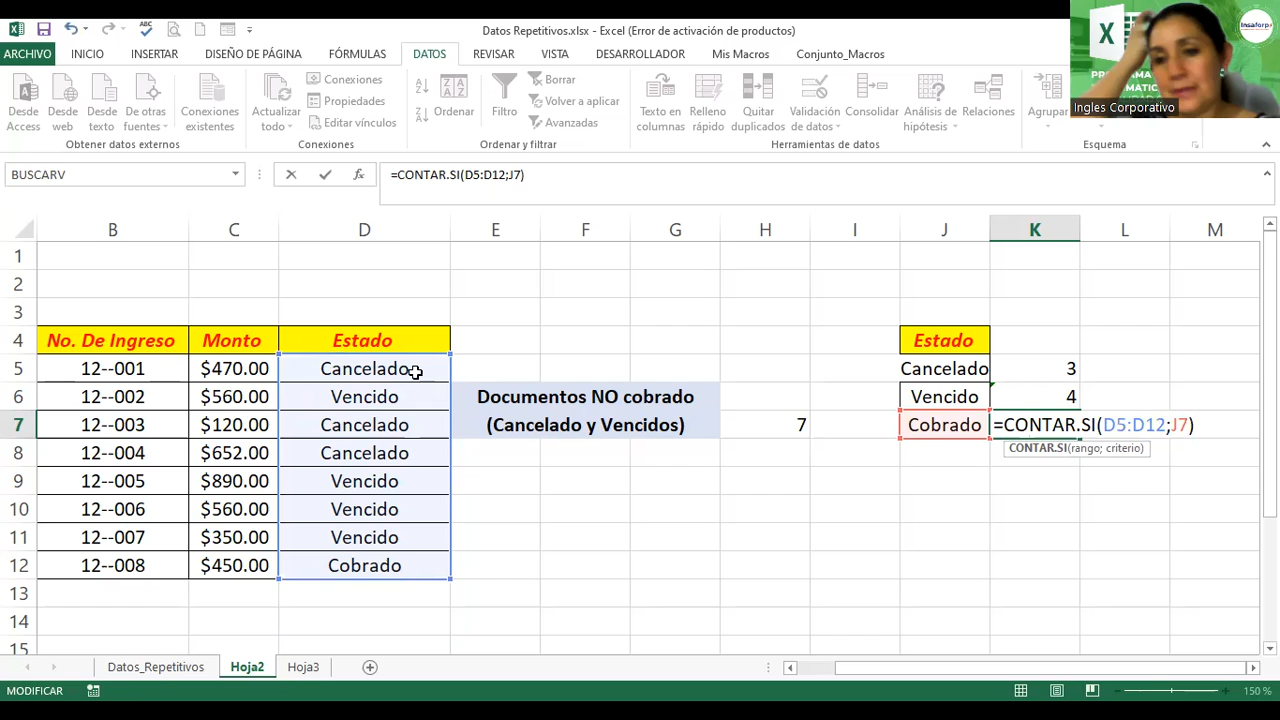 Datos Repetitivos.xlsx - Excel (Error de activación de productos)
ARCHIVO INICIO INSERTAR DISEÑO DE PÁGINA FÓRMULAS DATOS REVISAR VISTA DESARROLLADOR Mis Macros Conjunto_Macros
Desde Access
Desde web
Desde texto
De otras fuentes
Conexiones existentes
Actualizar todo
Conexiones
Propiedades
Editar vínculos
Ordenar
Filtro
Borrar
Volver a aplicar
Avanzadas
Texto en columnas
Relleno rápido
Quitar duplicados
Validación de datos
Consolidar
Análisis de hipótesis
Relaciones
Agrupar
Obtener datos externos Conexiones Ordenar y filtrar Herramientas de datos Esquema
Insaforp
Ingles Corporativo
BUSCARV fx =CONTAR.SI(D5:D12;J7)
B C D E F G H I J K L M
1
2
3
4 No. De Ingreso Monto Estado Estado
5 12--001 $470.00 Cancelado Cancelado 3
6 12--002 $560.00 Vencido Documentos NO cobrado Vencido 4
7 12--003 $120.00 Cancelado (Cancelado y Vencidos) 7 Cobrado =CONTAR.SI(D5:D12;J7)
CONTAR.SI(rango; criterio)
8 12--004 $652.00 Cancelado
9 12--005 $890.00 Vencido
10 12--006 $560.00 Vencido
11 12--007 $350.00 Vencido
12 12--008 $450.00 Cobrado
13
14
15
Datos_Repetitivos Hoja2 Hoja3
MODIFICAR 150 %